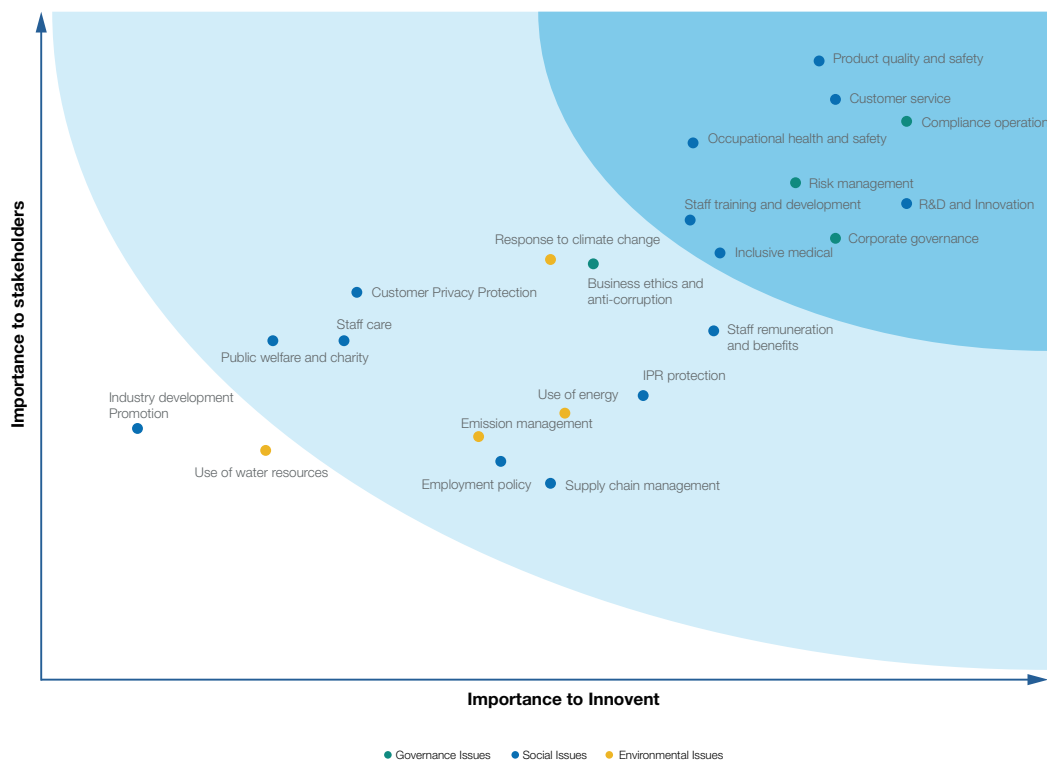 Product quality and safety
Customer service
Compliance operation
Occupational health and safety
Risk management
Staff training and development
R&D and Innovation
Corporate governance
Response to climate change
Inclusive medical
Business ethics and
anti-corruption
Customer Privacy Protection
Staff care
Staff remuneration
and benefits
Public welfare and charity
IPR protection
Use of energy
Industry development
Promotion
Emission management
Use of water resources
Employment policy
Supply chain management
Importance to stakeholders
Importance to Innovent
Governance Issues
Social Issues
Environmental Issues